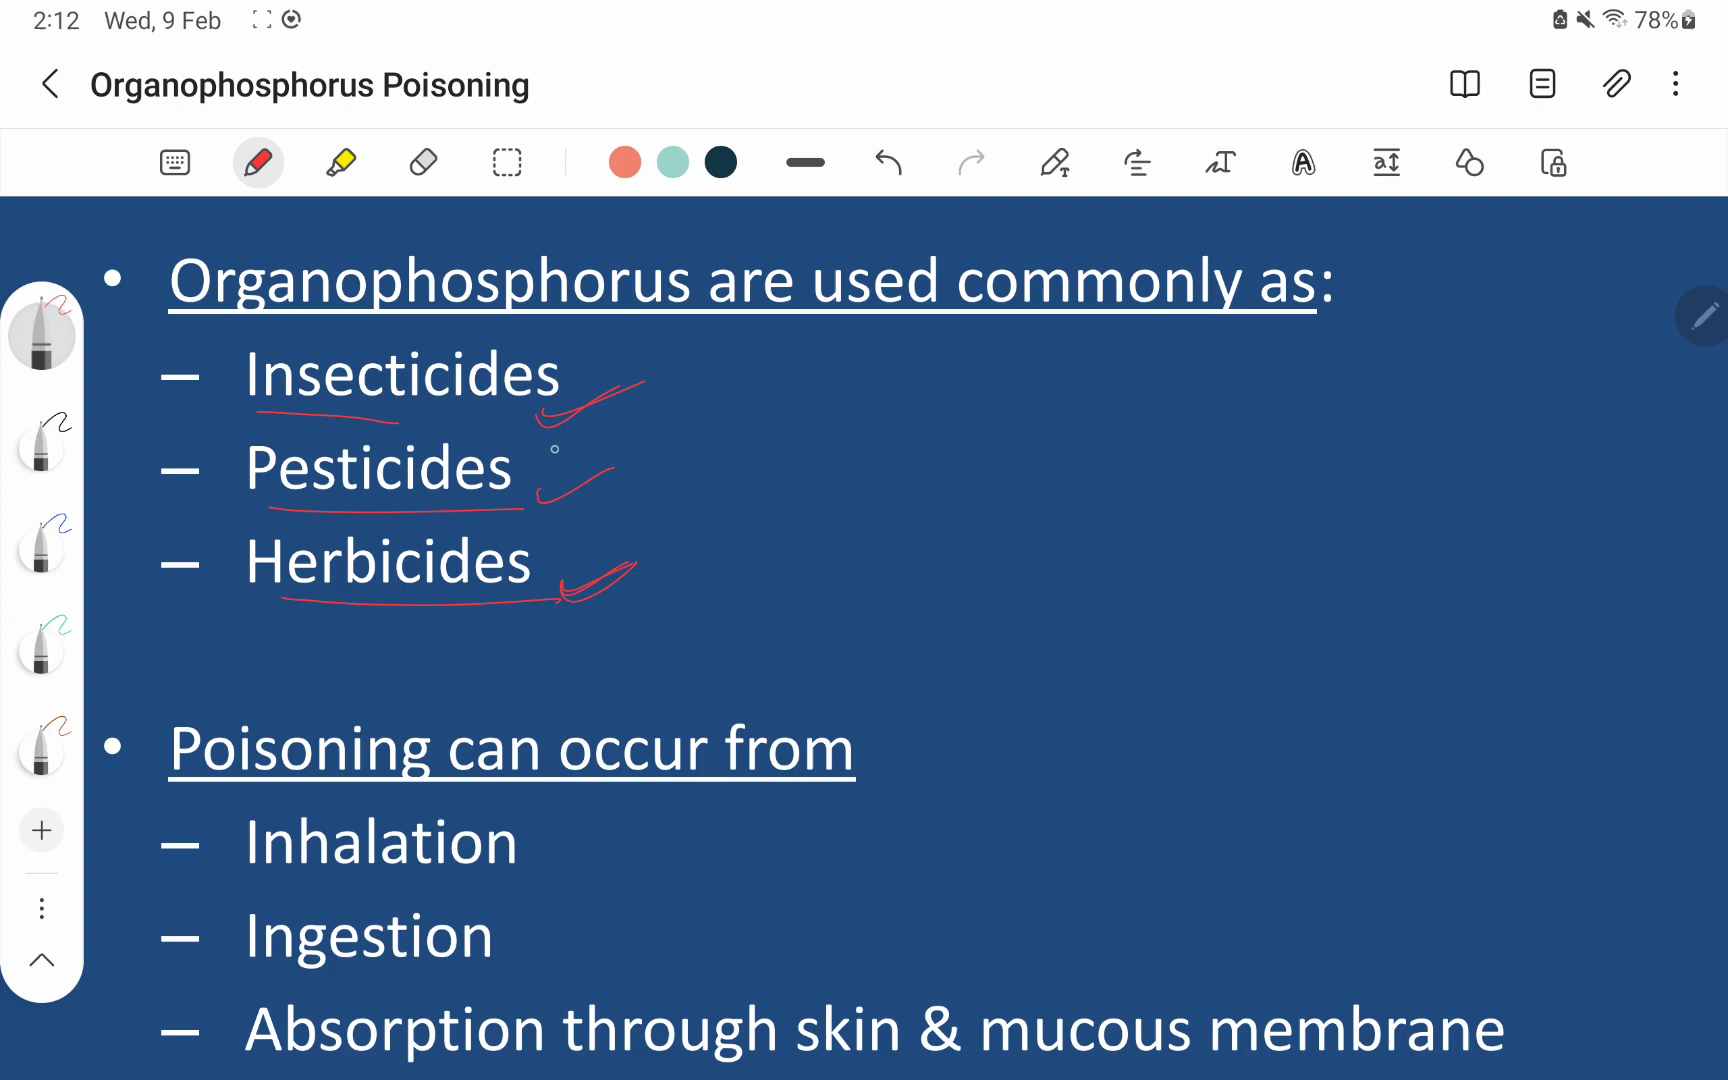 2:12 Wed, 9 Feb 78%
Organophosphorus Poisoning
• Organophosphorus are used commonly as:
– Insecticides
– Pesticides
– Herbicides
• Poisoning can occur from
– Inhalation
– Ingestion
– Absorption through skin & mucous membrane